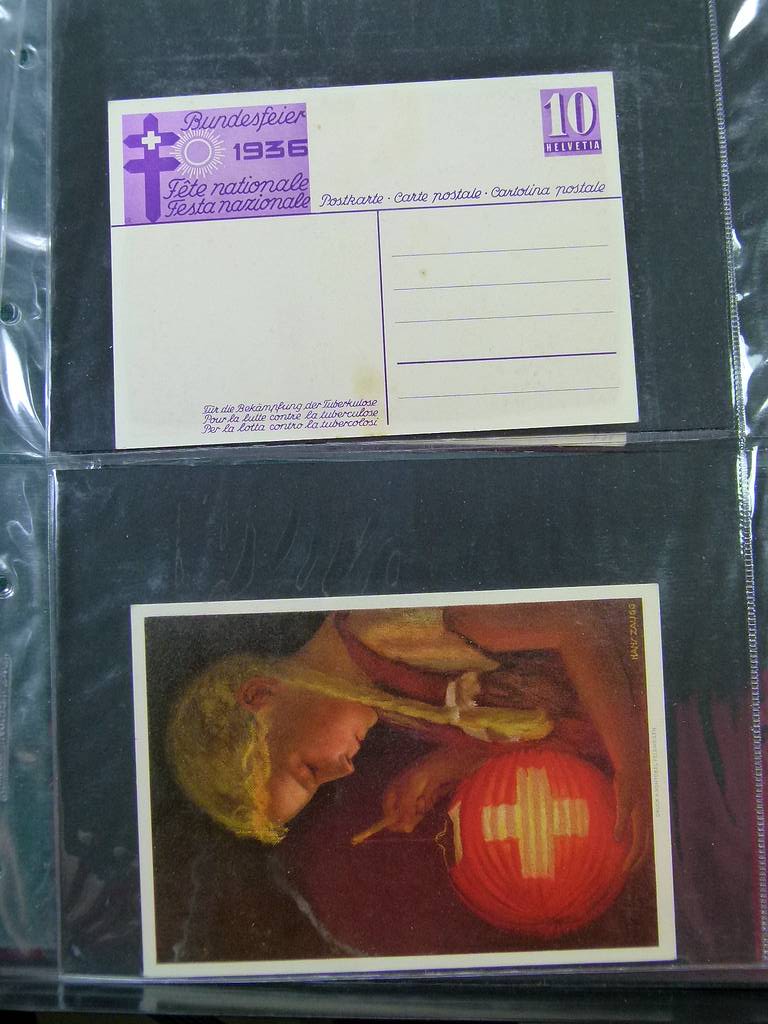 Bundesfeier
1936
Fête nationale
Festa nazionale
10
HELVETIA
Postkarte · Carte postale · Cartolina postale
Für die Bekämpfung der Tuberkulose
Pour la lutte contre la tuberculose
Per la lotta contro la tubercolosi
HANS ZAUGG